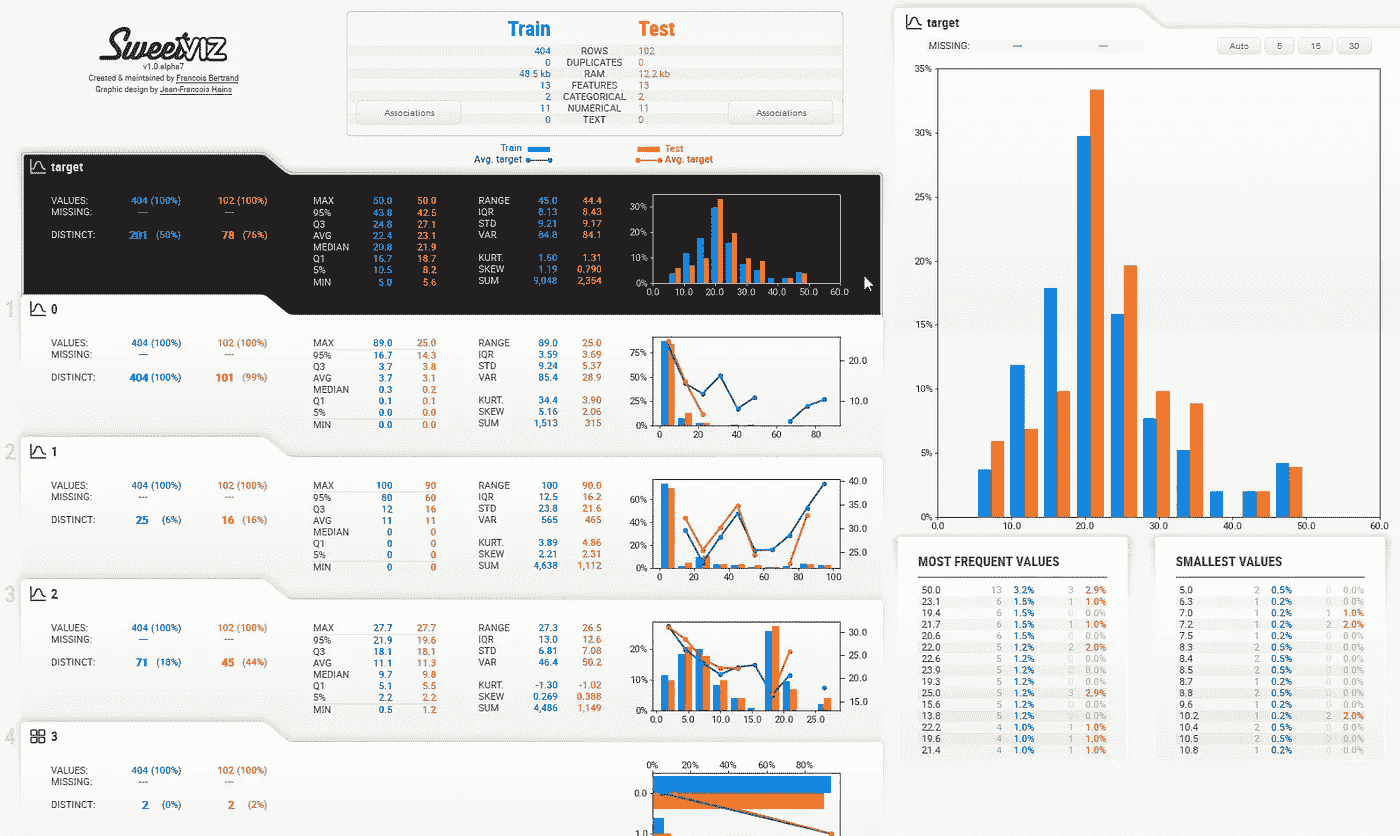 SweetVIZ
v1.0.alpha7
Created & maintained by Francois Bertrand
Graphic design by Jean-Francois Hains
Train Test
404 ROWS 102
0 DUPLICATES 0
48.5 kb RAM 12.2 kb
13 FEATURES 13
2 CATEGORICAL 2
11 NUMERICAL 11
0 TEXT 0
Associations Associations
Train Test
Avg. target Avg. target
target
VALUES: 404 (100%) 102 (100%)
MISSING: --- ---
DISTINCT: 201 (50%) 78 (76%)
MAX 50.0 50.0
95% 43.8 42.5
Q3 24.8 27.1
AVG 22.4 23.1
MEDIAN 20.8 21.9
Q1 16.7 18.7
5% 10.5 8.2
MIN 5.0 5.6
RANGE 45.0 44.4
IQR 8.13 8.43
STD 9.21 9.17
VAR 84.8 84.1
KURT. 1.60 1.31
SKEW 1.19 0.790
SUM 9,048 2,354
30%
20%
10%
0%
0.0 10.0 20.0 30.0 40.0 50.0 60.0
1
0
VALUES: 404 (100%) 102 (100%)
MISSING: --- ---
DISTINCT: 404 (100%) 101 (99%)
MAX 89.0 25.0
95% 16.7 14.3
Q3 3.7 3.8
AVG 3.7 3.1
MEDIAN 0.3 0.2
Q1 0.1 0.1
5% 0.0 0.0
MIN 0.0 0.0
RANGE 89.0 25.0
IQR 3.59 3.69
STD 9.24 5.37
VAR 85.4 28.9
KURT. 34.4 3.90
SKEW 5.16 2.06
SUM 1,513 315
75%
50%
25%
0%
20.0
10.0
0 20 40 60 80
2
1
VALUES: 404 (100%) 102 (100%)
MISSING: --- ---
DISTINCT: 25 (6%) 16 (16%)
MAX 100 90
95% 80 60
Q3 12 16
AVG 11 11
MEDIAN 0 0
Q1 0 0
5% 0 0
MIN 0 0
RANGE 100 90.0
IQR 12.5 16.2
STD 23.8 21.6
VAR 565 465
KURT. 3.89 4.86
SKEW 2.21 2.31
SUM 4,638 1,112
60%
40%
20%
0%
40.0
35.0
30.0
25.0
0 20 40 60 80 100
3
2
VALUES: 404 (100%) 102 (100%)
MISSING: --- ---
DISTINCT: 71 (18%) 45 (44%)
MAX 27.7 27.7
95% 21.9 19.6
Q3 18.1 18.1
AVG 11.1 11.3
MEDIAN 9.7 9.8
Q1 5.1 5.5
5% 2.2 2.2
MIN 0.5 1.2
RANGE 27.3 26.5
IQR 13.0 12.6
STD 6.81 7.08
VAR 46.4 50.2
KURT. -1.30 -1.02
SKEW 0.269 0.388
SUM 4,486 1,149
20%
10%
0%
30.0
25.0
20.0
15.0
0.0 5.0 10.0 15.0 20.0 25.0
4
3
VALUES: 404 (100%) 102 (100%)
MISSING: --- ---
DISTINCT: 2 (0%) 2 (2%)
0% 20% 40% 60% 80%
0.0
1.0
target
MISSING: --- ---
Auto 5 15 30
35%
30%
25%
20%
15%
10%
5%
0%
0.0 10.0 20.0 30.0 40.0 50.0 60.0
MOST FREQUENT VALUES
50.0 13 3.2% 3 2.9%
23.1 6 1.5% 1 1.0%
19.4 6 1.5% 0 0.0%
21.7 6 1.5% 1 1.0%
20.6 6 1.5% 0 0.0%
22.0 5 1.2% 2 2.0%
22.6 5 1.2% 0 0.0%
23.9 5 1.2% 0 0.0%
19.3 5 1.2% 0 0.0%
25.0 5 1.2% 3 2.9%
15.6 5 1.2% 0 0.0%
13.8 5 1.2% 0 0.0%
22.2 4 1.0% 1 1.0%
19.6 4 1.0% 1 1.0%
21.4 4 1.0% 1 1.0%
SMALLEST VALUES
5.0 2 0.5% 0 0.0%
6.3 1 0.2% 0 0.0%
7.0 1 0.2% 1 1.0%
7.2 1 0.2% 2 2.0%
7.5 1 0.2% 0 0.0%
8.3 2 0.5% 0 0.0%
8.4 2 0.5% 0 0.0%
8.5 2 0.5% 0 0.0%
8.7 1 0.2% 0 0.0%
8.8 2 0.5% 0 0.0%
9.6 1 0.2% 0 0.0%
10.2 1 0.2% 2 2.0%
10.4 2 0.5% 0 0.0%
10.5 2 0.5% 0 0.0%
10.8 1 0.2% 0 0.0%